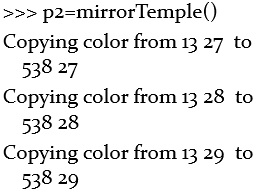 >>> p2=mirrorTemple()
Copying color from 13 27 to
538 27
Copying color from 13 28 to
538 28
Copying color from 13 29 to
538 29